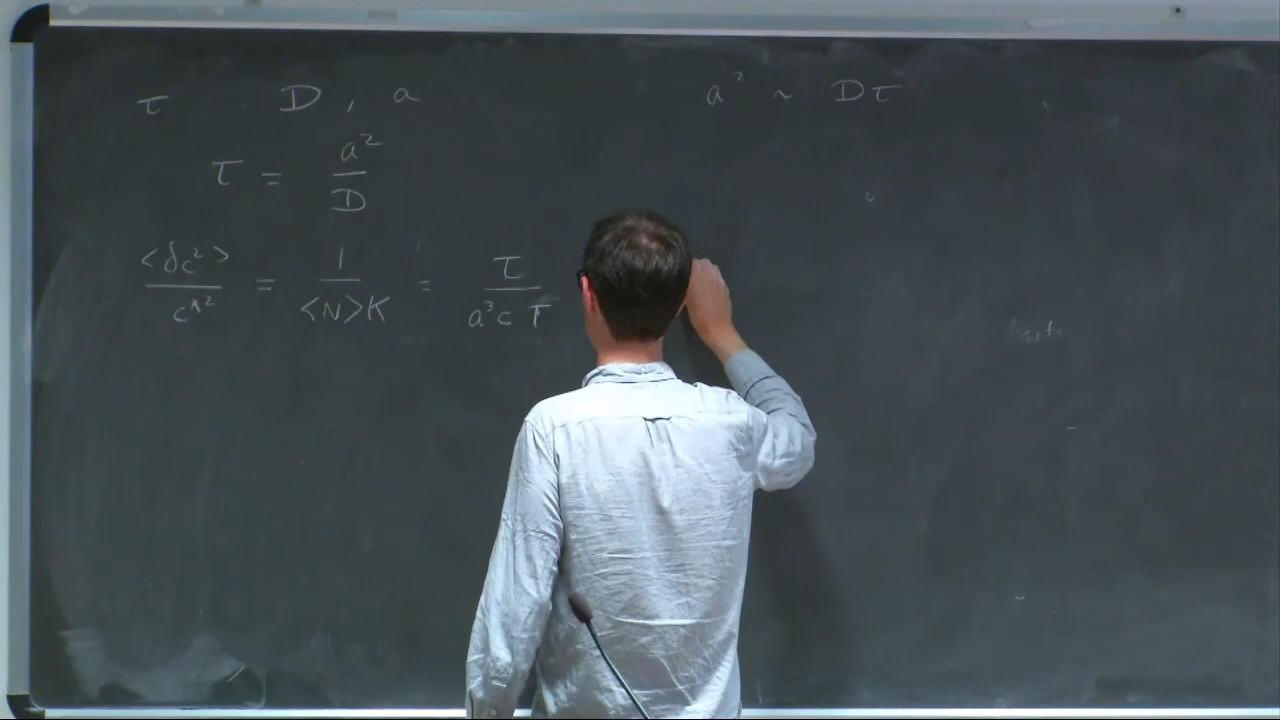 τ D , a a² ~ Dτ
τ = a²/D
<δc²>/c*² = 1/<N>K = τ/a³c T